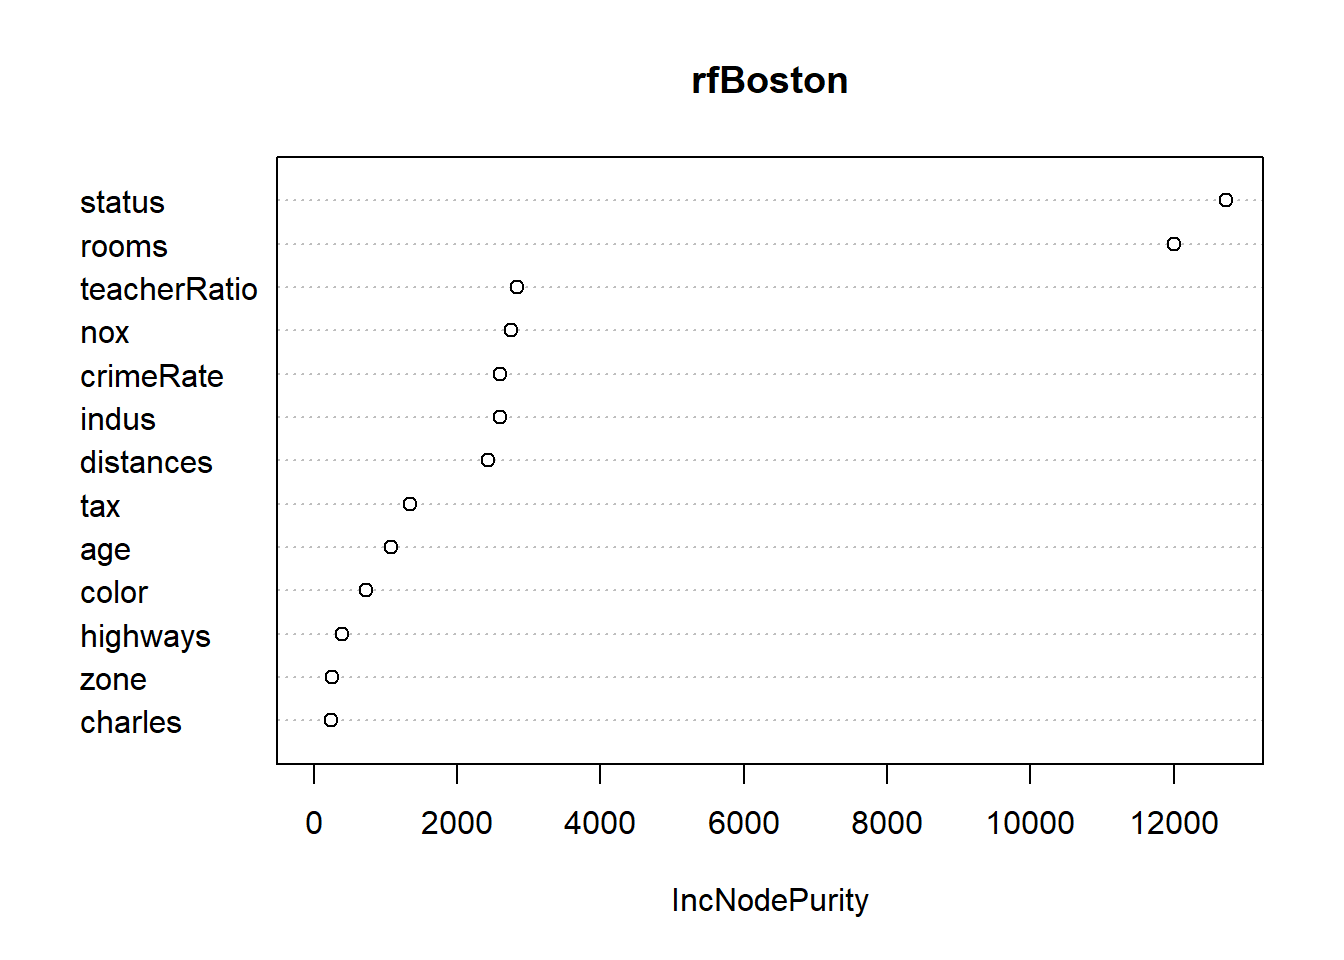 rfBoston
status
rooms
teacherRatio
nox
crimeRate
indus
distances
tax
age
color
highways
zone
charles
0 2000 4000 6000 8000 10000 12000
IncNodePurity